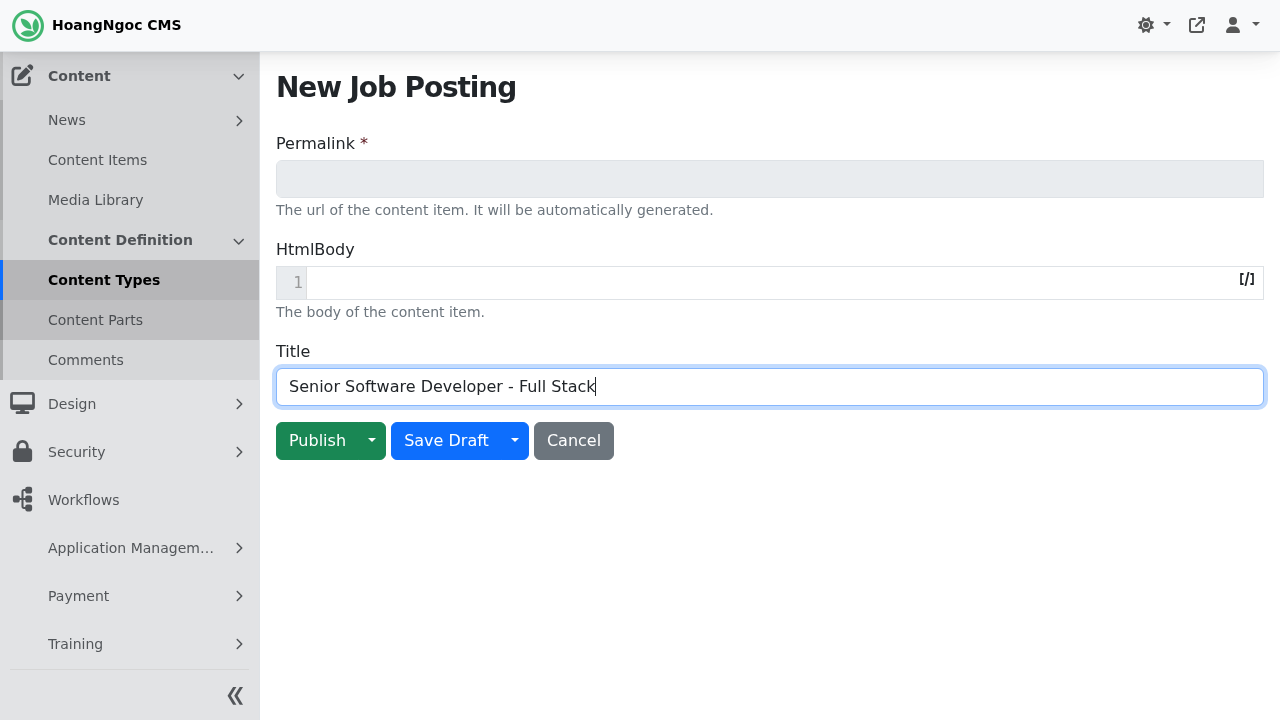 HoangNgoc CMS
Content
News
Content Items
Media Library
Content Definition
Content Types
Content Parts
Comments
Design
Security
Workflows
Application Managem...
Payment
Training
New Job Posting
Permalink *
The url of the content item. It will be automatically generated.
HtmlBody
1
[/]
The body of the content item.
Title
Senior Software Developer - Full Stack
Publish
Save Draft
Cancel